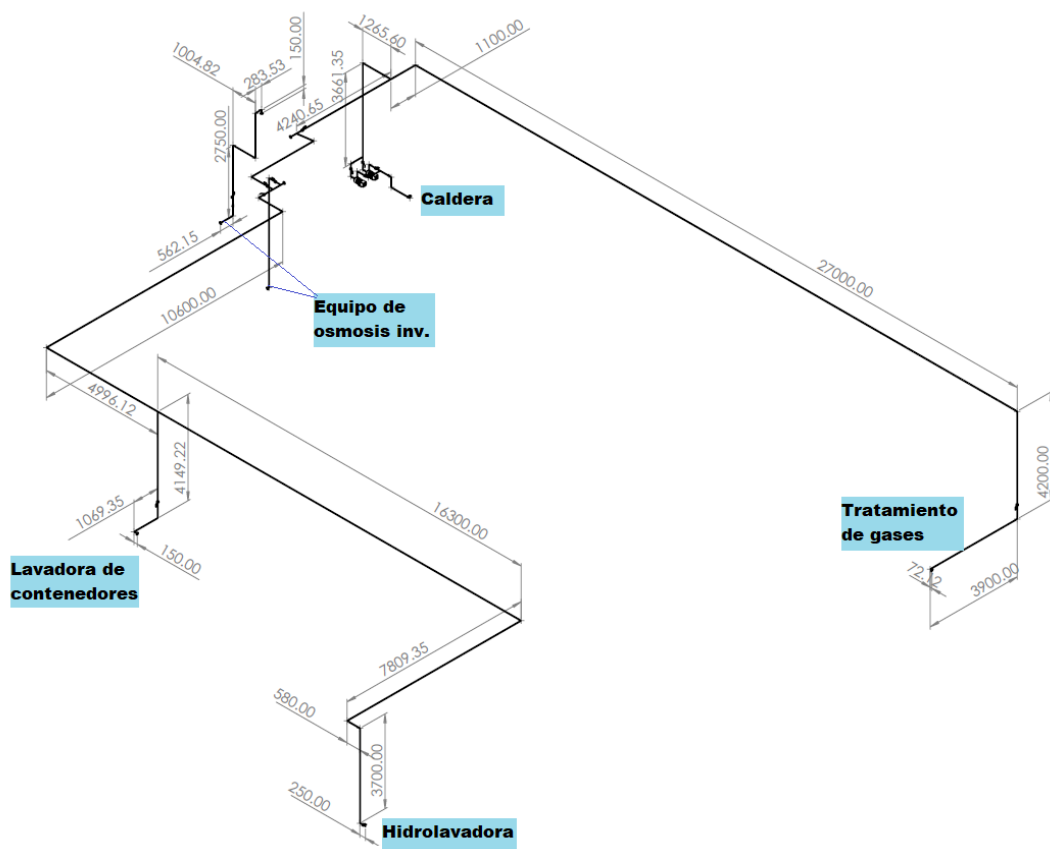 1265.60
1100.00
150.00
1004.82
283.53
3661.35
4240.65
2750.00
Caldera
562.15
27000.00
10600.00
Equipo de
osmosis inv.
4996.12
4149.22
4200.00
1069.35
16300.00
Tratamiento
de gases
150.00
Lavadora de
contenedores
72.12
3900.00
7809.35
580.00
3700.00
250.00
Hidrolavadora